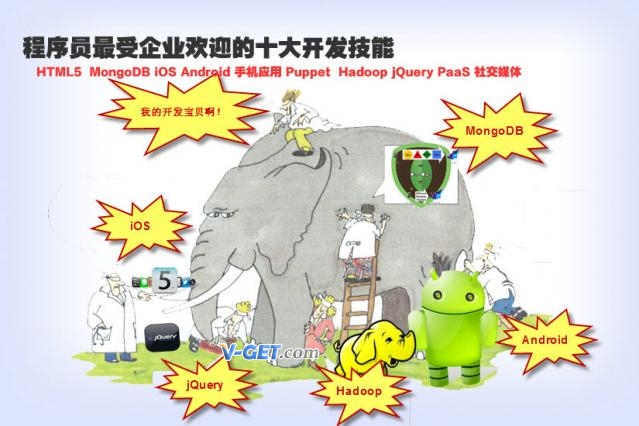 程序员最受企业欢迎的十大开发技能
HTML5 MongoDB iOS Android 手机应用 Puppet Hadoop jQuery PaaS 社交媒体
我的开发宝贝啊！
MongoDB
iOS
5
jQuery
V-GET.com
Android
jQuery
Hadoop